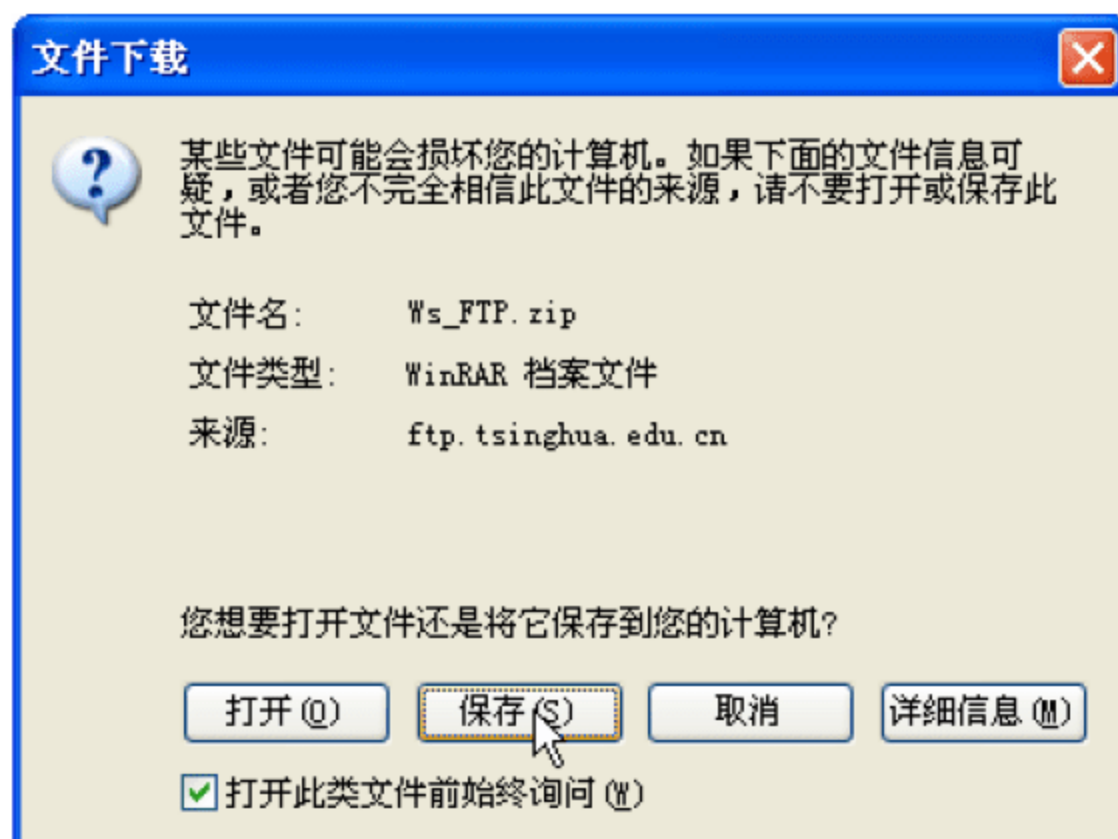 文件下载
某些文件可能会损坏您的计算机。如果下面的文件信息可
疑，或者您不完全相信此文件的来源，请不要打开或保存此
文件。
文件名: Ws_FTP.zip
文件类型: WinRAR 档案文件
来源: ftp.tsinghua.edu.cn
您想要打开文件还是将它保存到您的计算机?
打开(O) 保存(S) 取消 详细信息(M)
打开此类文件前始终询问(W)